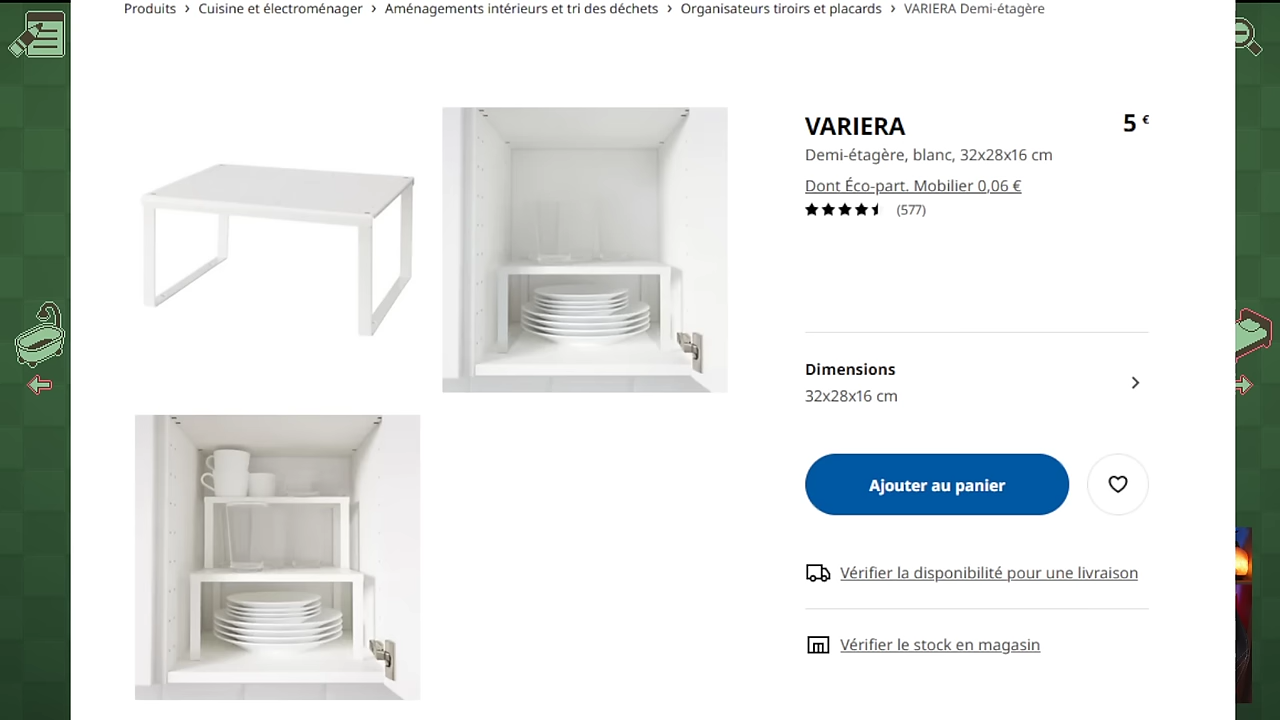 Produits > Cuisine et électroménager > Aménagements intérieurs et tri des déchets > Organisateurs tiroirs et placards > VARIERA Demi-étagère
VARIERA 5 €
Demi-étagère, blanc, 32x28x16 cm
Dont Éco-part. Mobilier 0,06 €
(577)
Dimensions
32x28x16 cm
Ajouter au panier
Vérifier la disponibilité pour une livraison
Vérifier le stock en magasin